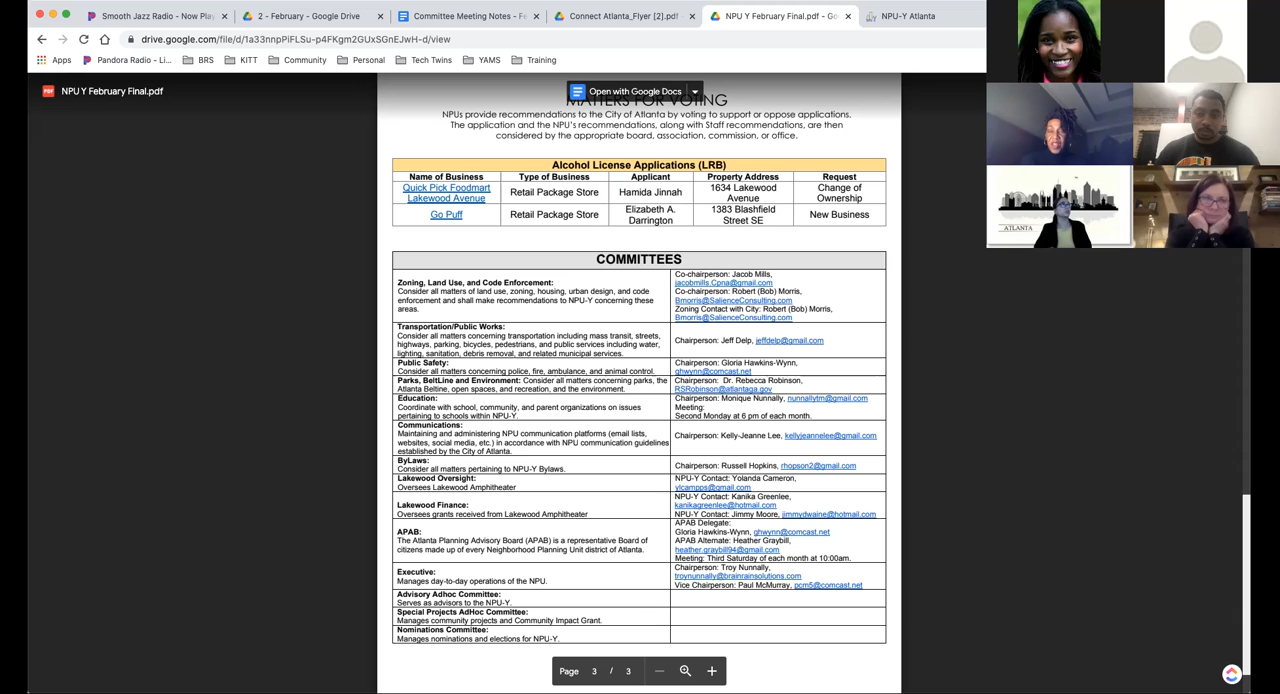 Smooth Jazz Radio - Now Play
2 - February - Google Drive
Committee Meeting Notes - Fe
Connect Atlanta_Flyer [2].pdf -
NPU Y February Final.pdf - Go
NPU-Y Atlanta
drive.google.com/file/d/1a33nnpPiFLSu-p4FKgm2GUxSGnEJwH-d/view
Apps
Pandora Radio - Li...
BRS
KITT
Community
Personal
Tech Twins
YAMS
Training
PDF
NPU Y February Final.pdf
Open with Google Docs
MATTERS FOR VOTING
NPUs provide recommendations to the City of Atlanta by voting to support or oppose applications.
The application and the NPU's recommendations, along with Staff recommendations, are then
considered by the appropriate board, association, commission, or office.
Alcohol License Applications (LRB)
Name of Business Type of Business Applicant Property Address Request
Quick Pick Foodmart
Lakewood Avenue
Retail Package Store
Hamida Jinnah
1634 Lakewood
Avenue
Change of
Ownership
Go Puff
Retail Package Store
Elizabeth A.
Darrington
1383 Blashfield
Street SE
New Business
COMMITTEES
Zoning, Land Use, and Code Enforcement:
Consider all matters of land use, zoning, housing, urban design, and code
enforcement and shall make recommendations to NPU-Y concerning these
areas.
Co-chairperson: Jacob Mills,
jacobmills.Cpna@gmail.com
Co-chairperson: Robert (Bob) Morris,
Bmorris@SalienceConsulting.com
Zoning Contact with City: Robert (Bob) Morris,
Bmorris@SalienceConsulting.com
Transportation/Public Works:
Consider all matters concerning transportation including mass transit, streets,
highways, parking, bicycles, pedestrians, and public services including water,
lighting, sanitation, debris removal, and related municipal services.
Chairperson: Jeff Delp, jeffdelp@gmail.com
Public Safety:
Consider all matters concerning police, fire, ambulance, and animal control.
Chairperson: Gloria Hawkins-Wynn,
ghwynn@comcast.net
Parks, BeltLine and Environment: Consider all matters concerning parks, the
Atlanta Beltline, open spaces, and recreation, and the environment.
Chairperson: Dr. Rebecca Robinson,
RSRobinson@atlantaga.gov
Education:
Coordinate with school, community, and parent organizations on issues
pertaining to schools within NPU-Y.
Chairperson: Monique Nunnally, nunnallytm@gmail.com
Meeting:
Second Monday at 6 pm of each month.
Communications:
Maintaining and administering NPU communication platforms (email lists,
websites, social media, etc.) in accordance with NPU communication guidelines
established by the City of Atlanta.
Chairperson: Kelly-Jeanne Lee, kellyjeannelee@gmail.com
ByLaws:
Consider all matters pertaining to NPU-Y Bylaws.
Chairperson: Russell Hopkins, rhopson2@gmail.com
Lakewood Oversight:
Oversees Lakewood Amphitheater
NPU-Y Contact: Yolanda Cameron,
ylcampps@gmail.com
Lakewood Finance:
Oversees grants received from Lakewood Amphitheater
NPU-Y Contact: Kanika Greenlee,
kanikagreenlee@hotmail.com
NPU-Y Contact: Jimmy Moore, jimmydwaine@hotmail.com
APAB:
The Atlanta Planning Advisory Board (APAB) is a representative Board of
citizens made up of every Neighborhood Planning Unit district of Atlanta.
APAB Delegate:
Gloria Hawkins-Wynn, ghwynn@comcast.net
APAB Alternate: Heather Graybill,
heather.graybill94@gmail.com
Meeting: Third Saturday of each month at 10:00am.
Executive:
Manages day-to-day operations of the NPU.
Chairperson: Troy Nunnally,
troynunnally@brainrainsolutions.com
Vice Chairperson: Paul McMurray, pcm5@comcast.net
Advisory Adhoc Committee:
Serves as advisors to the NPU-Y.
Special Projects AdHoc Committee:
Manages community projects and Community Impact Grant.
Nominations Committee:
Manages nominations and elections for NPU-Y.
Page 3 / 3
ATLANTA